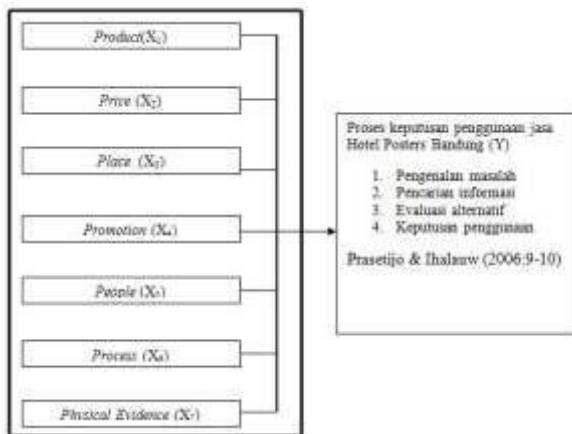 Product(X₁)
Price (X₂)
Place (X₃)
Promotion (X₄)
People (X₅)
Process (X₆)
Physical Evidence (X₇)
Proses keputusan penggunaan jasa
Hotel Posters Bandung (Y)
1. Pengenalan masalah
2. Pencarian informasi
3. Evaluasi alternatif
4. Keputusan penggunaan
Prasetijo & Ihalauw (2006:9-10)